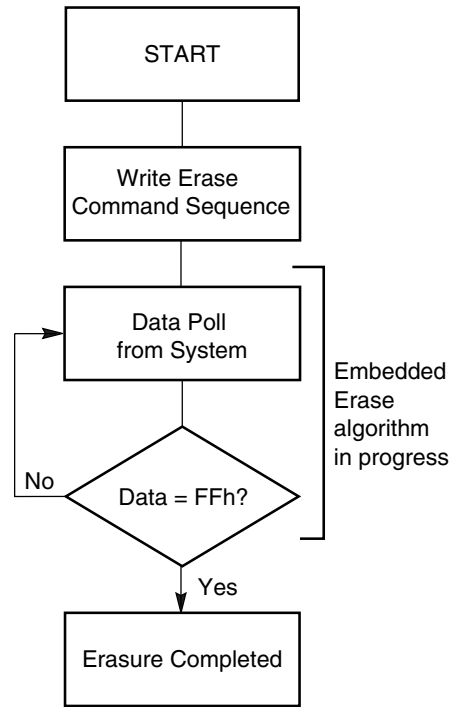 START
Write Erase
Command Sequence
Data Poll
from System
Embedded
Erase
algorithm
in progress
No
Data = FFh?
Yes
Erasure Completed